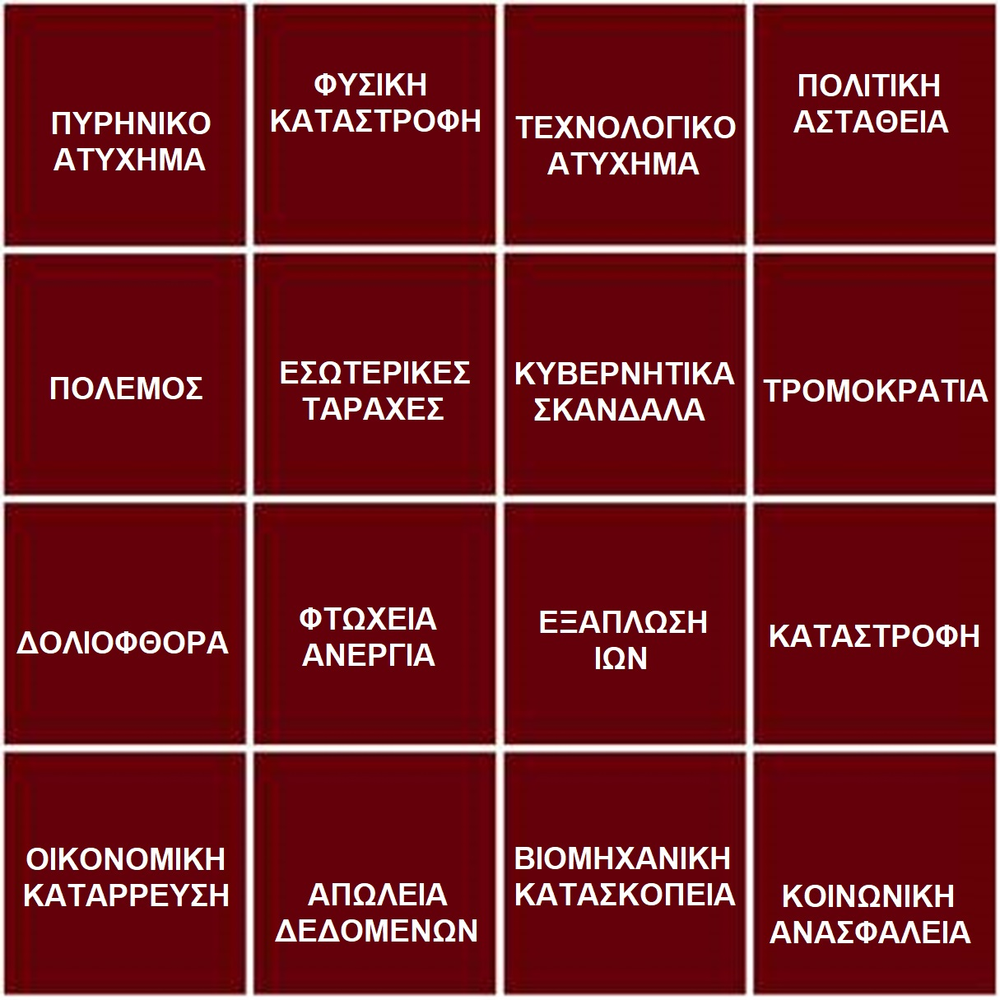 ΠΥΡΗΝΙΚΟ
ΑΤΥΧΗΜΑ
ΦΥΣΙΚΗ
ΚΑΤΑΣΤΡΟΦΗ
ΤΕΧΝΟΛΟΓΙΚΟ
ΑΤΥΧΗΜΑ
ΠΟΛΙΤΙΚΗ
ΑΣΤΑΘΕΙΑ
ΠΟΛΕΜΟΣ
ΕΣΩΤΕΡΙΚΕΣ
ΤΑΡΑΧΕΣ
ΚΥΒΕΡΝΗΤΙΚΑ
ΣΚΑΝΔΑΛΑ
ΤΡΟΜΟΚΡΑΤΙΑ
ΔΟΛΙΟΦΘΟΡΑ
ΦΤΩΧΕΙΑ
ΑΝΕΡΓΙΑ
ΕΞΑΠΛΩΣΗ
ΙΩΝ
ΚΑΤΑΣΤΡΟΦΗ
ΟΙΚΟΝΟΜΙΚΗ
ΚΑΤΑΡΡΕΥΣΗ
ΑΠΩΛΕΙΑ
ΔΕΔΟΜΕΝΩΝ
ΒΙΟΜΗΧΑΝΙΚΗ
ΚΑΤΑΣΚΟΠΕΙΑ
ΚΟΙΝΩΝΙΚΗ
ΑΝΑΣΦΑΛΕΙΑ